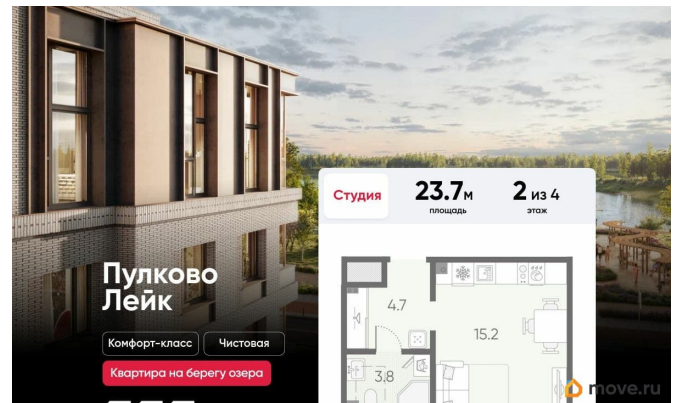 Студия
23.7м
площадь
2 из 4
этаж
Пулково
Лейк
Комфорт-класс
Чистовая
Квартира на берегу озера
4.7
15.2
3.8
move.ru